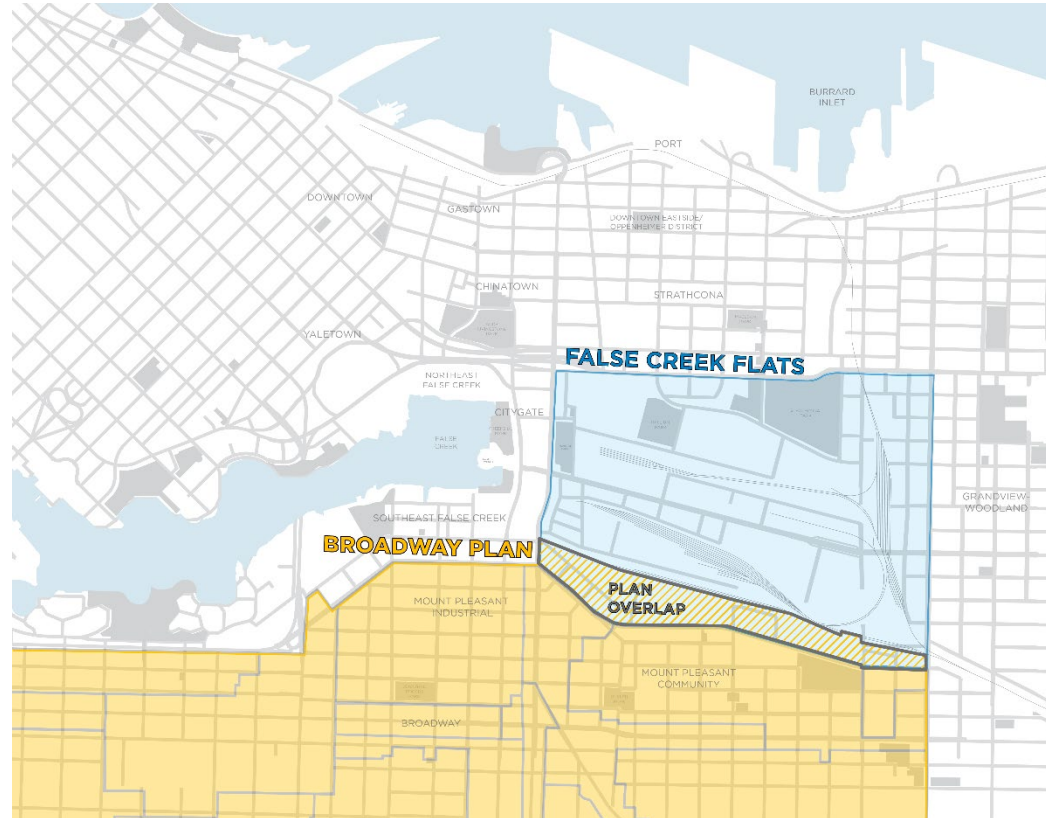 BURRARD
INLET
PORT
DOWNTOWN
GASTOWN
DOWNTOWN EASTSIDE/
OPPENHEIMER DISTRICT
CHINATOWN
STRATHCONA
YALETOWN
FALSE CREEK FLATS
NORTHEAST
FALSE CREEK
CITYGATE
FALSE
CREEK
GRANDVIEW-
WOODLAND
SOUTHEAST FALSE CREEK
BROADWAY PLAN
PLAN
OVERLAP
MOUNT PLEASANT
INDUSTRIAL
MOUNT PLEASANT
COMMUNITY
BROADWAY